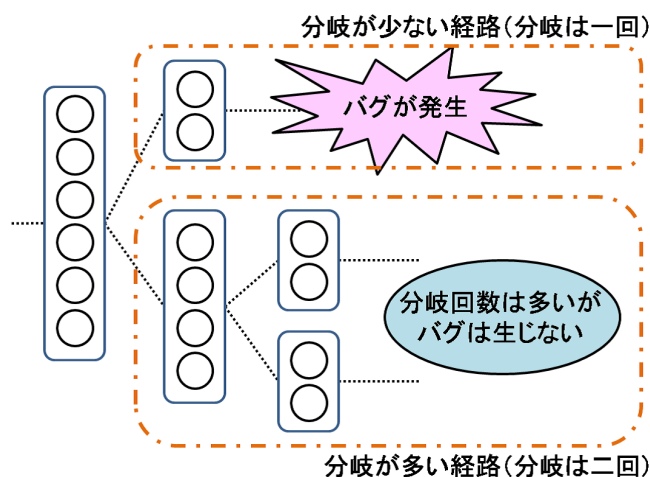 分岐が少ない経路(分岐は一回)
バグが発生
分岐回数は多いが
バグは生じない
分岐が多い経路(分岐は二回)